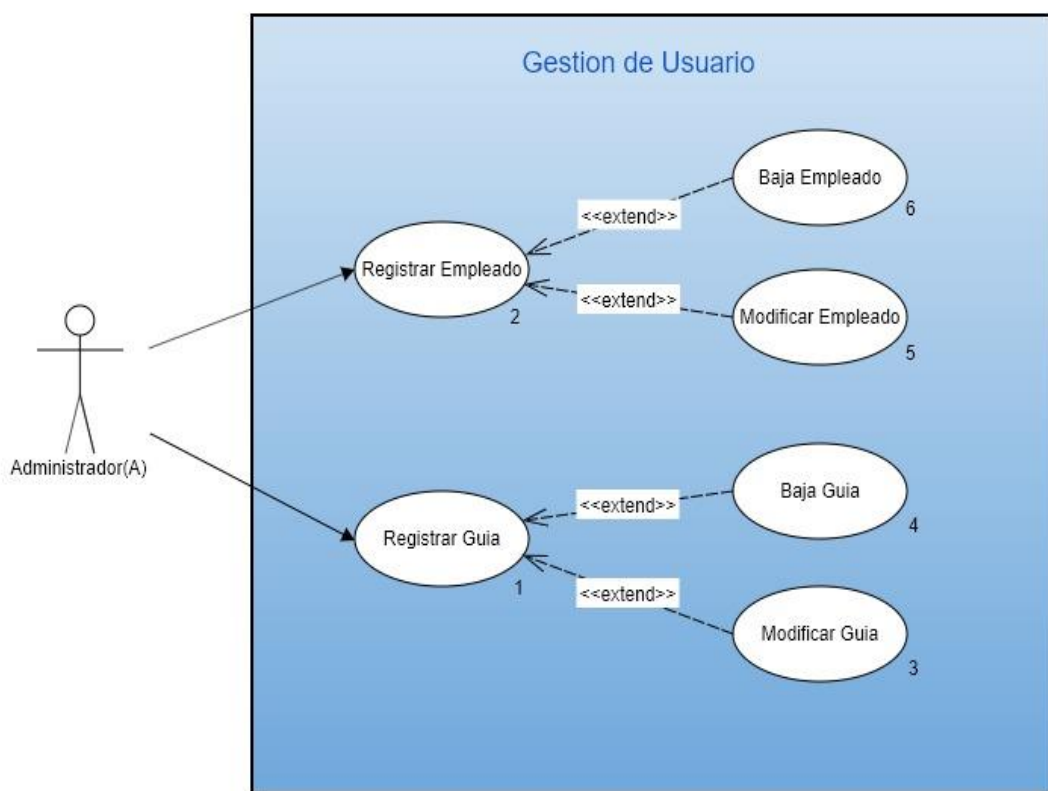 Gestion de Usuario
Baja Empleado
6
<<extend>>
Registrar Empleado
2
<<extend>>
Modificar Empleado
5
Administrador(A)
Baja Guia
4
<<extend>>
Registrar Guia
1
<<extend>>
Modificar Guia
3